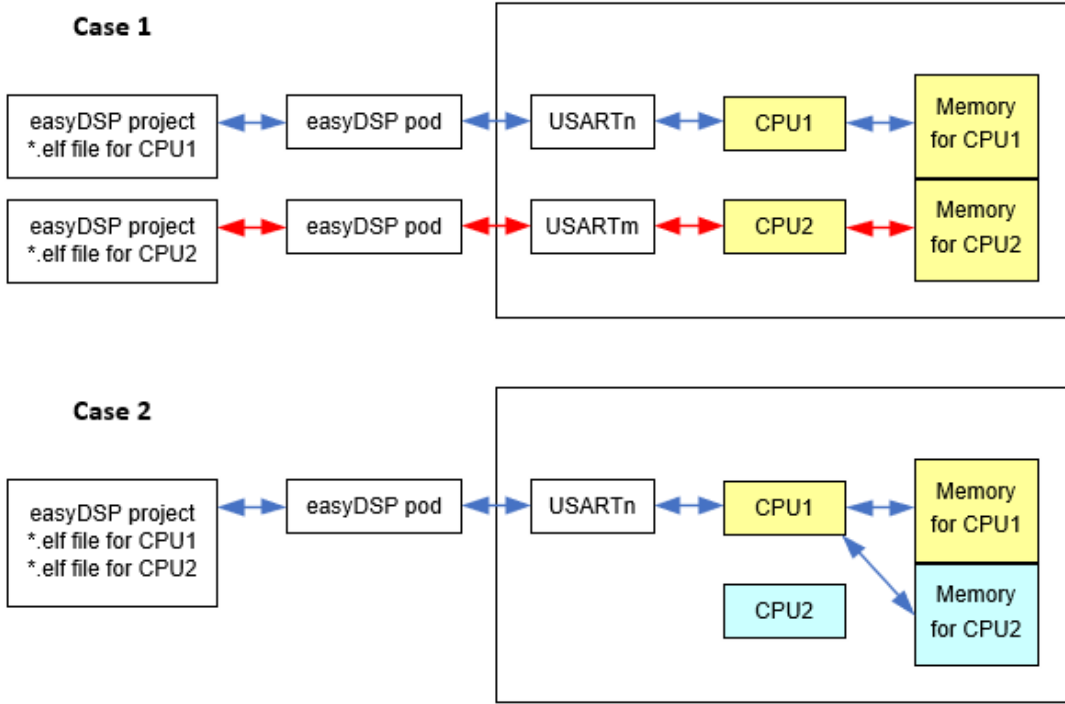 Case 1
easyDSP project
*.elf file for CPU1
easyDSP pod
USARTn
CPU1
Memory
for CPU1
easyDSP project
*.elf file for CPU2
easyDSP pod
USARTm
CPU2
Memory
for CPU2
Case 2
easyDSP project
*.elf file for CPU1
*.elf file for CPU2
easyDSP pod
USARTn
CPU1
Memory
for CPU1
CPU2
Memory
for CPU2